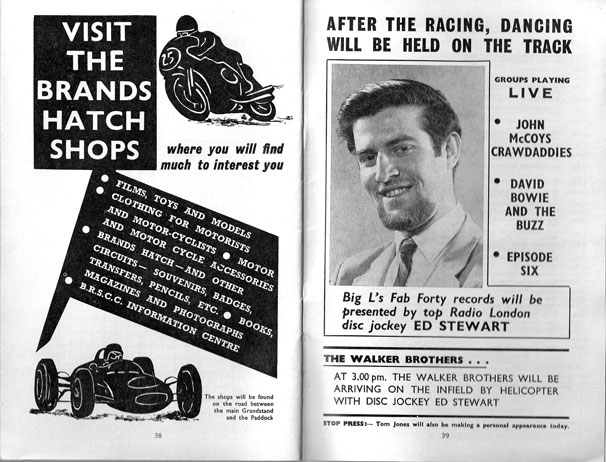 VISIT
THE
BRANDS
HATCH
SHOPS
where you will find
much to interest you
• FILMS, TOYS AND MODELS
• CLOTHING FOR MOTORISTS
AND MOTOR-CYCLISTS • MOTOR
AND MOTOR CYCLE ACCESSORIES
• BRANDS HATCH — AND OTHER
CIRCUITS — SOUVENIRS, BADGES,
TRANSFERS, PENCILS, ETC. • BOOKS,
MAGAZINES AND PHOTOGRAPHS
• B.R.S.C.C. INFORMATION CENTRE
The shops will be found
on the road between
the main Grandstand
and the Paddock
38
AFTER THE RACING, DANCING
WILL BE HELD ON THE TRACK
GROUPS PLAYING
LIVE
• JOHN
McCOYS
CRAWDADDIES
• DAVID
BOWIE
AND THE
BUZZ
• EPISODE
SIX
Big L's Fab Forty records will be
presented by top Radio London
disc jockey ED STEWART
THE WALKER BROTHERS . . .
AT 3.00 pm. THE WALKER BROTHERS WILL BE
ARRIVING ON THE INFIELD BY HELICOPTER
WITH DISC JOCKEY ED STEWART
STOP PRESS:— Tom Jones will also be making a personal appearance today.
39